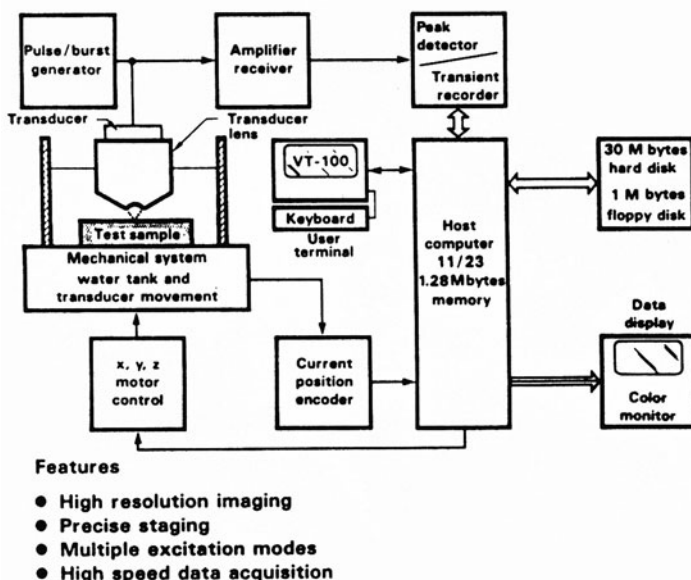 Pulse/burst
generator
Amplifier
receiver
Peak
detector
Transient
recorder
Transducer
Transducer
lens
VT-100
Keyboard
User
terminal
30 M bytes
hard disk
1 M bytes
floppy disk
Test sample
Mechanical system
water tank and
transducer movement
Host
computer
11/23
1.28 Mbytes
memory
x, y, z
motor
control
Current
position
encoder
Data
display
Color
monitor
Features
● High resolution imaging
● Precise staging
● Multiple excitation modes
● High speed data acquisition